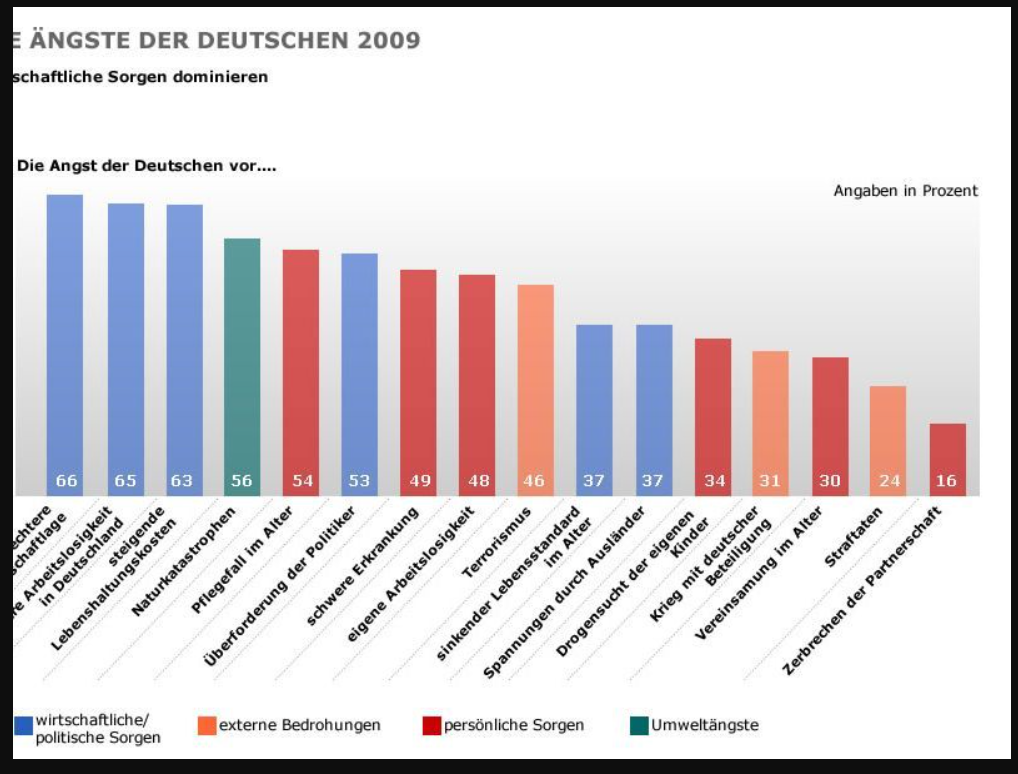 ÄNGSTE DER DEUTSCHEN 2009
schaftliche Sorgen dominieren
Die Angst der Deutschen vor....
Angaben in Prozent
66 65 63 56 54 53 49 48 46 37 37 34 31 30 24 16
echtere
schaftlage
re Arbeitslosigkeit
in Deutschland
steigende
Lebenshaltungskosten
Naturkatastrophen
Pflegefall im Alter
Überforderung der Politiker
schwere Erkrankung
eigene Arbeitslosigkeit
Terrorismus
sinkender Lebensstandard
im Alter
Spannungen durch Ausländer
Drogensucht der eigenen
Kinder
Krieg mit deutscher
Beteiligung
Vereinsamung im Alter
Straftaten
Zerbrechen der Partnerschaft
wirtschaftliche/
politische Sorgen
externe Bedrohungen
persönliche Sorgen
Umweltängste